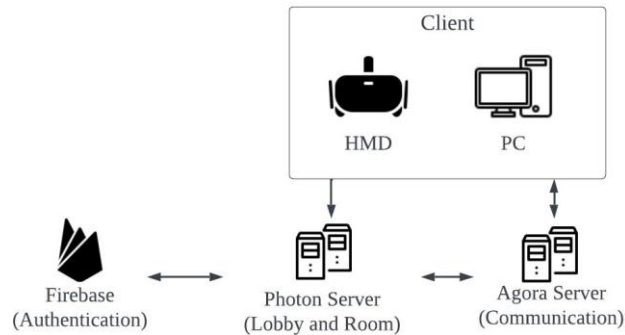 Client
HMD
PC
Firebase
(Authentication)
Photon Server
(Lobby and Room)
Agora Server
(Communication)